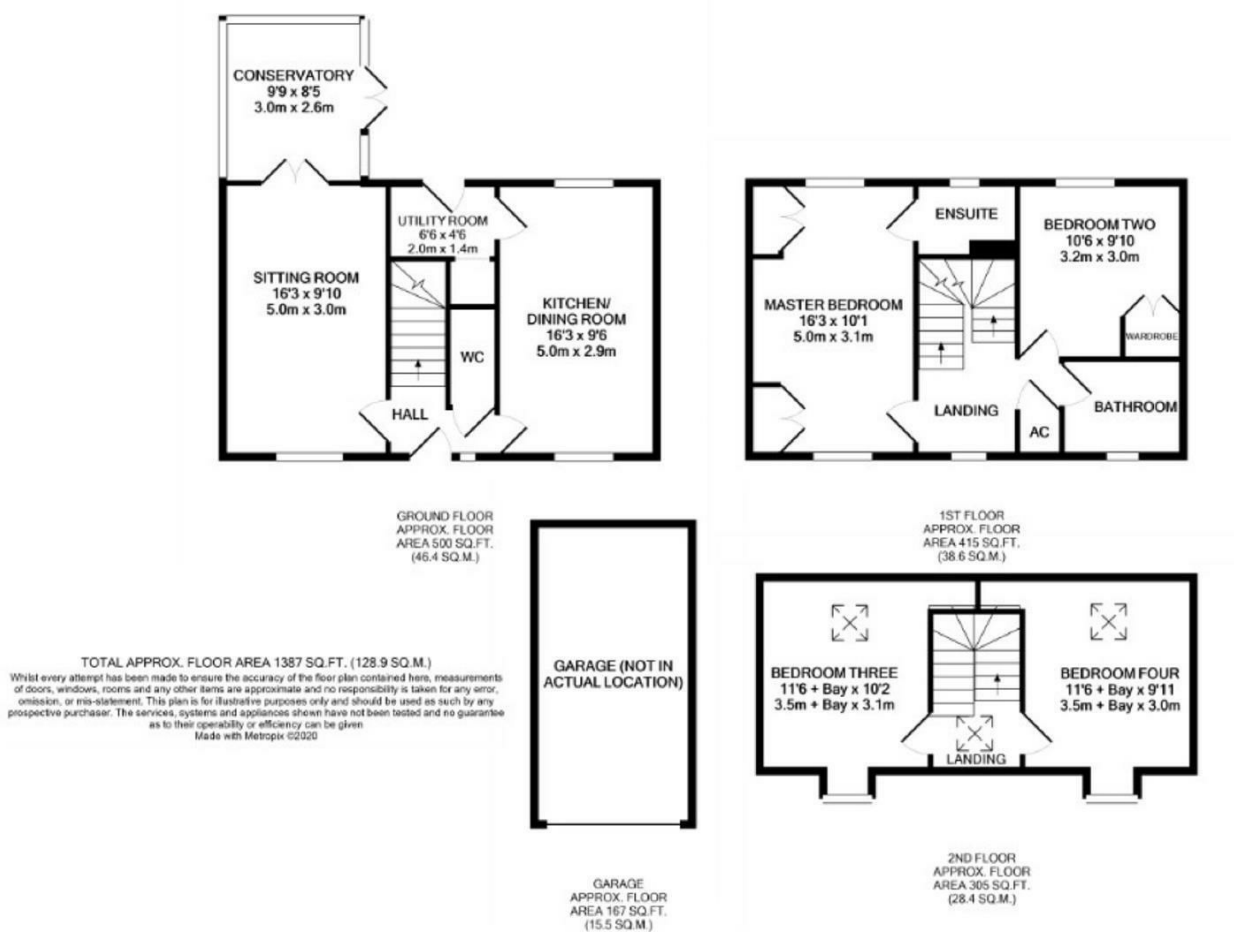 CONSERVATORY
9'9 x 8'5
3.0m x 2.6m
UTILITY ROOM
6'6 x 4'6
2.0m x 1.4m
SITTING ROOM
16'3 x 9'10
5.0m x 3.0m
KITCHEN/
DINING ROOM
16'3 x 9'6
5.0m x 2.9m
WC
HALL
GROUND FLOOR
APPROX. FLOOR
AREA 500 SQ.FT.
(46.4 SQ.M.)
ENSUITE
BEDROOM TWO
10'6 x 9'10
3.2m x 3.0m
MASTER BEDROOM
16'3 x 10'1
5.0m x 3.1m
WARDROBE
LANDING
AC
BATHROOM
1ST FLOOR
APPROX. FLOOR
AREA 415 SQ.FT.
(38.6 SQ.M.)
TOTAL APPROX. FLOOR AREA 1387 SQ.FT. (128.9 SQ.M.)
Whilst every attempt has been made to ensure the accuracy of the floor plan contained here, measurements
of doors, windows, rooms and any other items are approximate and no responsibility is taken for any error,
omission, or mis-statement. This plan is for illustrative purposes only and should be used as such by any
prospective purchaser. The services, systems and appliances shown have not been tested and no guarantee
as to their operability or efficiency can be given
Made with Metropix ©2020
GARAGE (NOT IN
ACTUAL LOCATION)
GARAGE
APPROX. FLOOR
AREA 167 SQ.FT.
(15.5 SQ.M.)
BEDROOM THREE
11'6 + Bay x 10'2
3.5m + Bay x 3.1m
BEDROOM FOUR
11'6 + Bay x 9'11
3.5m + Bay x 3.0m
LANDING
2ND FLOOR
APPROX. FLOOR
AREA 305 SQ.FT.
(28.4 SQ.M.)